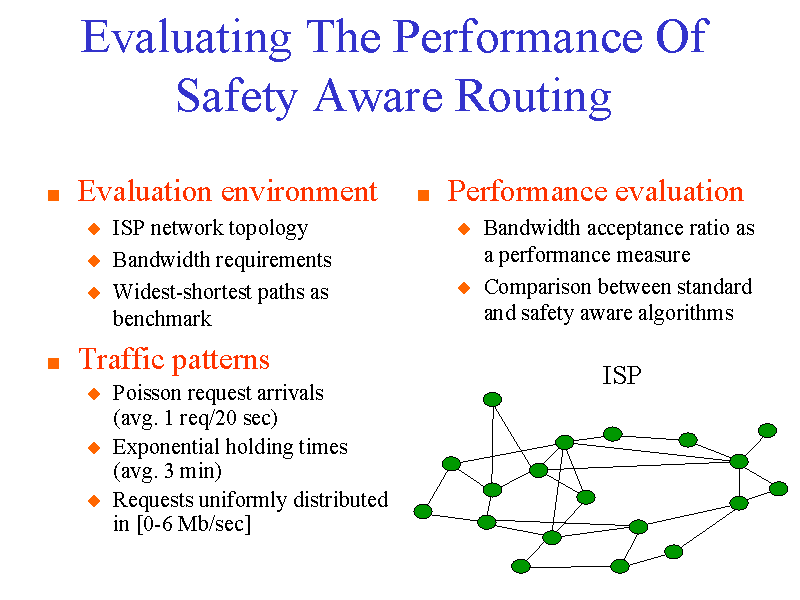 Evaluating The Performance Of
Safety Aware Routing
Evaluation environment
ISP network topology
Bandwidth requirements
Widest-shortest paths as
benchmark
Traffic patterns
Poisson request arrivals
(avg. 1 req/20 sec)
Exponential holding times
(avg. 3 min)
Requests uniformly distributed
in [0-6 Mb/sec]
Performance evaluation
Bandwidth acceptance ratio as
a performance measure
Comparison between standard
and safety aware algorithms
ISP